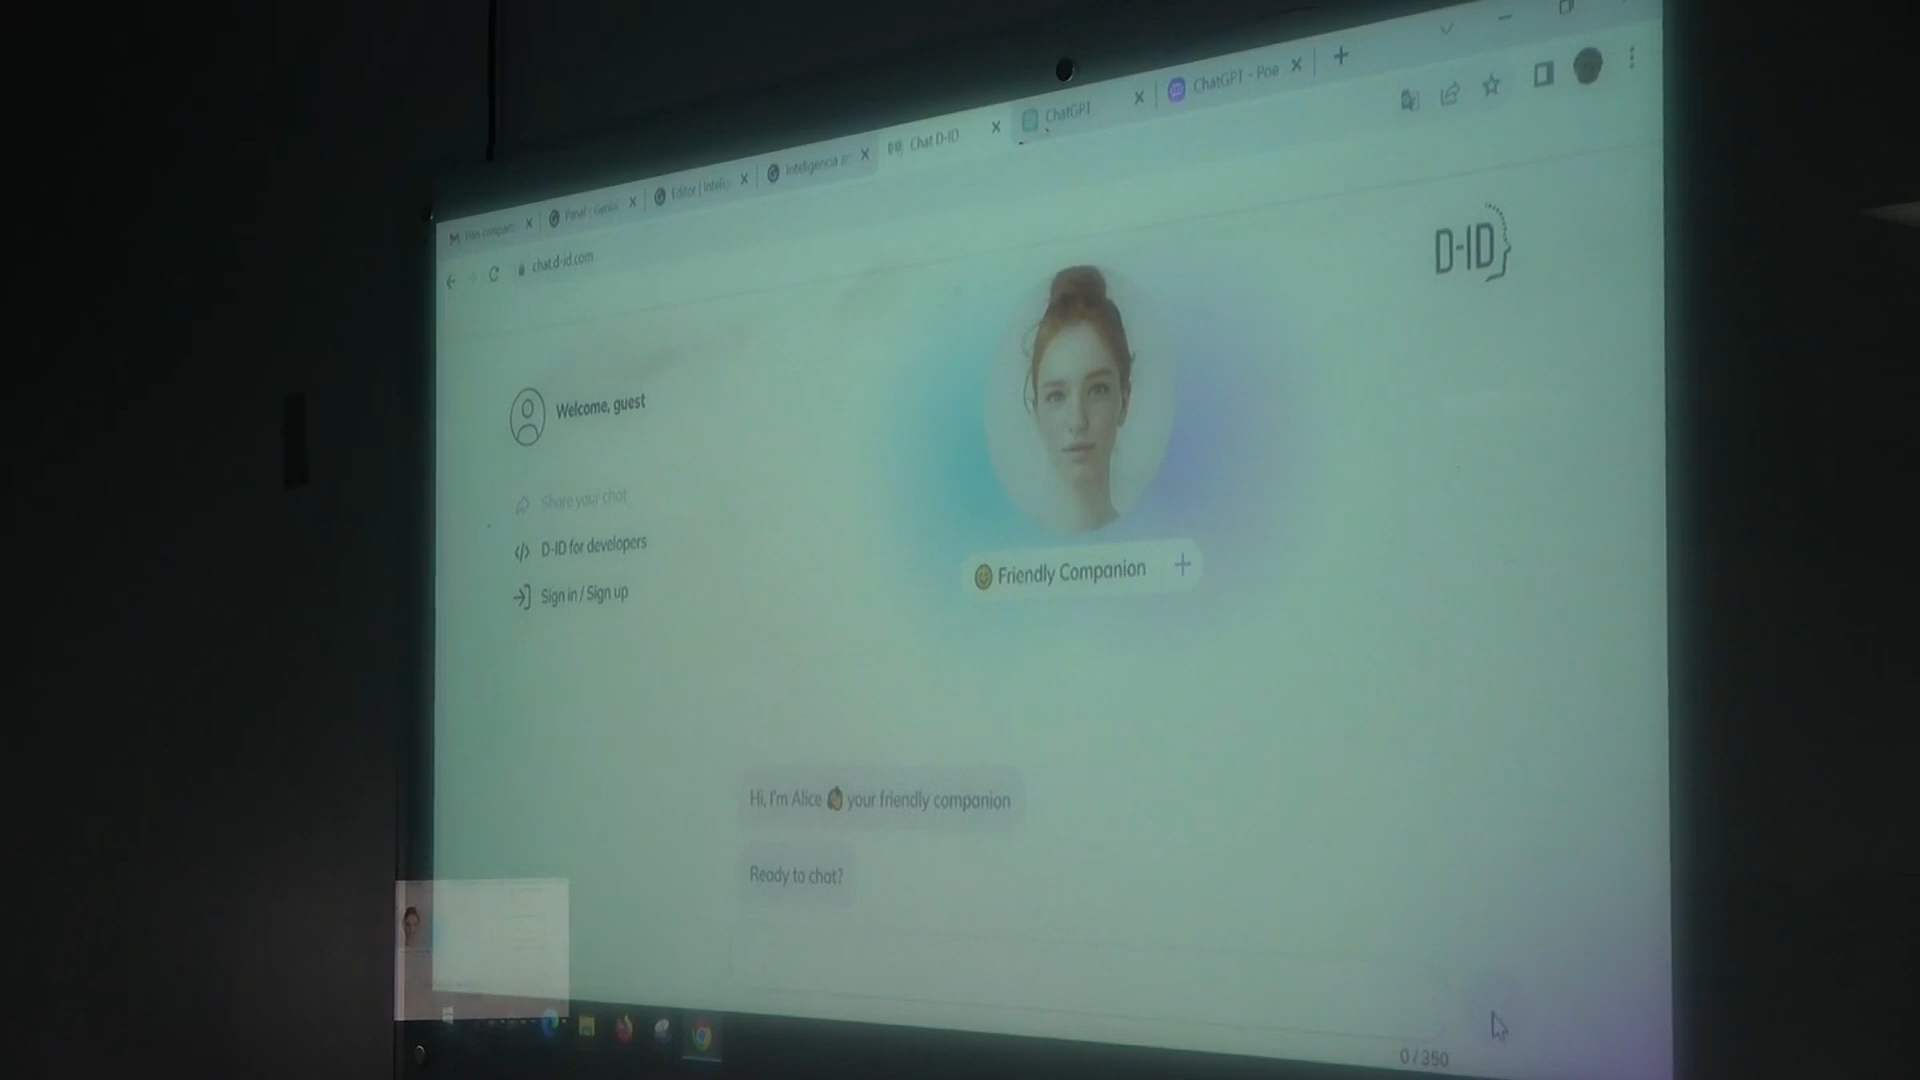 Chat D-ID
ChatGPT
ChatGPT - Poe
chat.d-id.com
D-ID
Welcome, guest
Share your chat
D-ID for developers
Sign in / Sign up
Friendly Companion +
Hi, I'm Alice your friendly companion
Ready to chat?
0 / 350